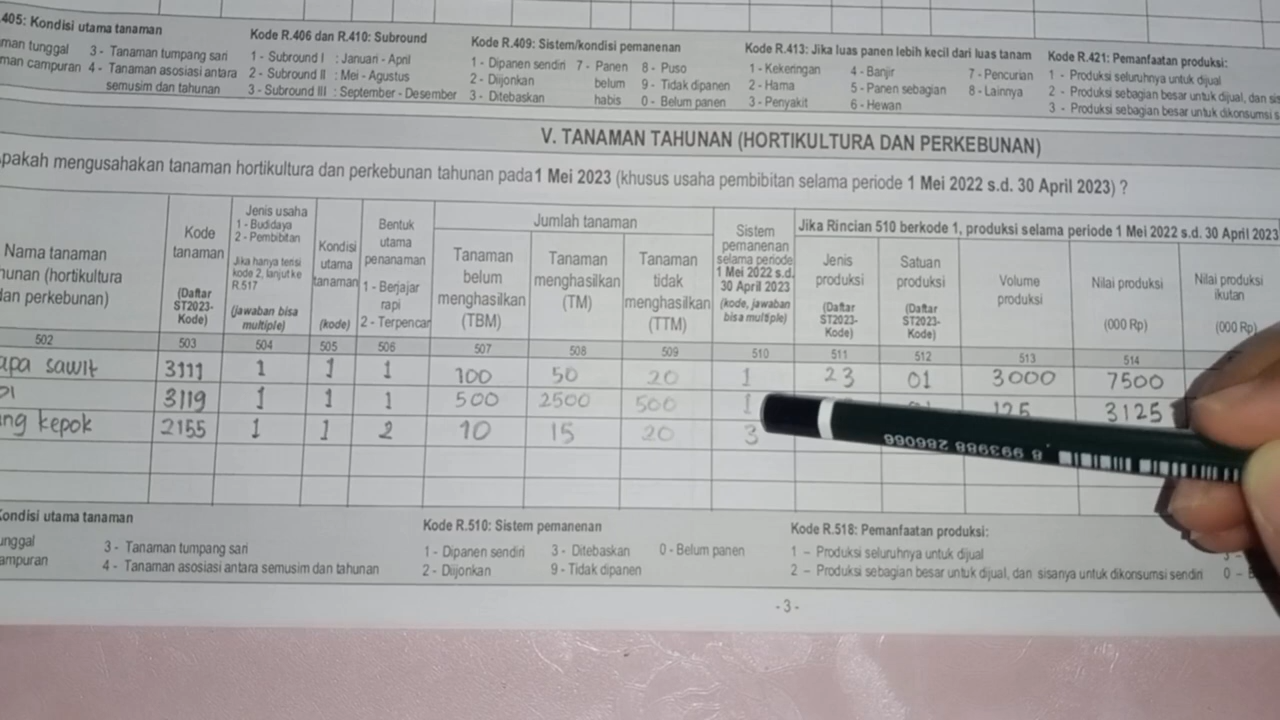 405: Kondisi utama tanaman
tunggal 3 - Tanaman tumpang sari
campuran 4 - Tanaman asosiasi antara
semusim dan tahunan
Kode R.406 dan R.410: Subround
1 - Subround I : Januari - April
2 - Subround II : Mei - Agustus
3 - Subround III : September - Desember
Kode R.409: Sistem/kondisi pemanenan
1 - Dipanen sendiri 7 - Panen 8 - Puso
2 - Diijonkan belum 9 - Tidak dipanen
3 - Ditebaskan habis 0 - Belum panen
Kode R.413: Jika luas panen lebih kecil dari luas tanam
1 - Kekeringan 4 - Banjir 7 - Pencurian
2 - Hama 5 - Panen sebagian 8 - Lainnya
3 - Penyakit 6 - Hewan
Kode R.421: Pemanfaatan produksi:
1 - Produksi seluruhnya untuk dijual
2 - Produksi sebagian besar untuk dijual, dan
3 - Produksi sebagian besar untuk dikonsumsi
V. TANAMAN TAHUNAN (HORTIKULTURA DAN PERKEBUNAN)
pakah mengusahakan tanaman hortikultura dan perkebunan tahunan pada 1 Mei 2023 (khusus usaha pembibitan selama periode 1 Mei 2022 s.d. 30 April 2023) ?
Nama tanaman
hunan (hortikultura
dan perkebunan)
Kode
tanaman
(Daftar
ST2023-
Kode)
Jenis usaha
1 - Budidaya
2 - Pembibitan
Jika hanya terisi
kode 2, lanjut ke
R.517
(jawaban bisa
multiple)
Kondisi
utama
tanaman
(kode)
Bentuk
utama
penanaman
1 - Berjajar
rapi
2 - Terpencar
Jumlah tanaman
Tanaman
belum
menghasilkan
(TBM)
Tanaman
menghasilkan
(TM)
Tanaman
tidak
menghasilkan
(TTM)
Sistem
pemanenan
selama periode
1 Mei 2022 s.d.
30 April 2023
(kode, jawaban
bisa multiple)
Jika Rincian 510 berkode 1, produksi selama periode 1 Mei 2022 s.d. 30 April 2023
Jenis
produksi
(Daftar
ST2023-
Kode)
Satuan
produksi
(Daftar
ST2023-
Kode)
Volume
produksi
Nilai produksi
(000 Rp)
Nilai produksi
ikutan
(000 Rp)
502 503 504 505 506 507 508 509 510 511 512 513 514
apa sawit 3111 1 1 1 100 50 20 1 23 01 3000 7500
3119 1 1 1 500 2500 500 1 125 3125
ng kepok 2155 1 1 2 10 15 20 3
8 993988 286066
Kondisi utama tanaman
unggal 3 - Tanaman tumpang sari
ampuran 4 - Tanaman asosiasi antara semusim dan tahunan
Kode R.510: Sistem pemanenan
1 - Dipanen sendiri 3 - Ditebaskan 0 - Belum panen
2 - Diijonkan 9 - Tidak dipanen
Kode R.518: Pemanfaatan produksi:
1 - Produksi seluruhnya untuk dijual
2 - Produksi sebagian besar untuk dijual, dan sisanya untuk dikonsumsi sendiri 0 -
- 3 -